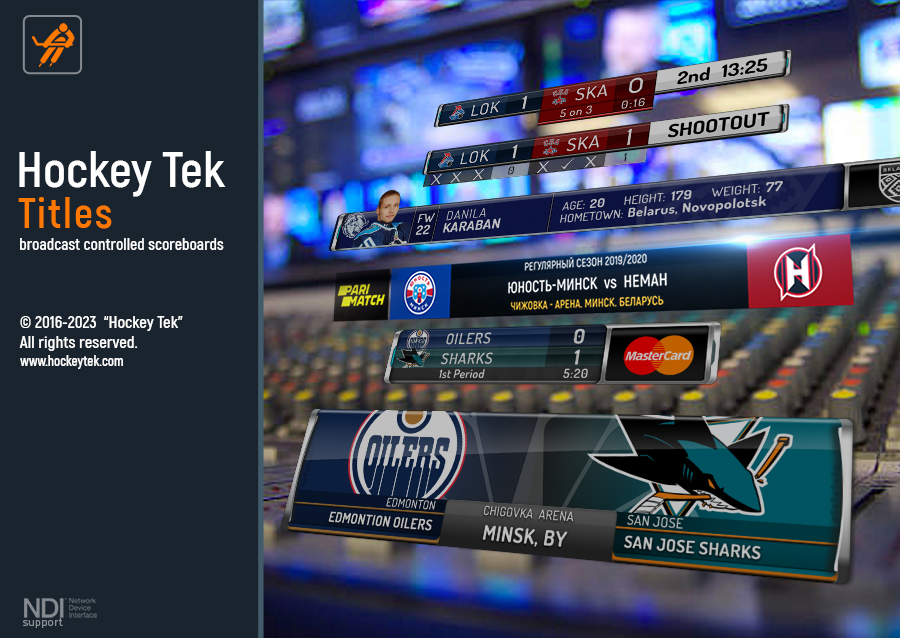 Hockey Tek
Titles
broadcast controlled scoreboards
© 2016-2023 “Hockey Tek”
All rights reserved.
www.hockeytek.com
NDI Network
Device
Interface
support
LOK 1 SKA 0 2nd 13:25
5 on 3 0:16
LOK 1 SKA 1 SHOOTOUT
X X X 0 X ✓ X 1
FW
22
DANILA
KARABAN
AGE: 20 HEIGHT: 179 WEIGHT: 77
HOMETOWN: Belarus, Novopolotsk
PARI
MATCH
РЕГУЛЯРНЫЙ СЕЗОН 2019/2020
ЮНОСТЬ-МИНСК vs НЕМАН
ЧИЖОВКА - АРЕНА. МИНСК. БЕЛАРУСЬ
H
OILERS 0
SHARKS 1
1st Period 5:20
MasterCard
OILERS
EDMONTON
EDMONTION OILERS
CHIGOVKA ARENA
MINSK, BY
SAN JOSE
SAN JOSE SHARKS